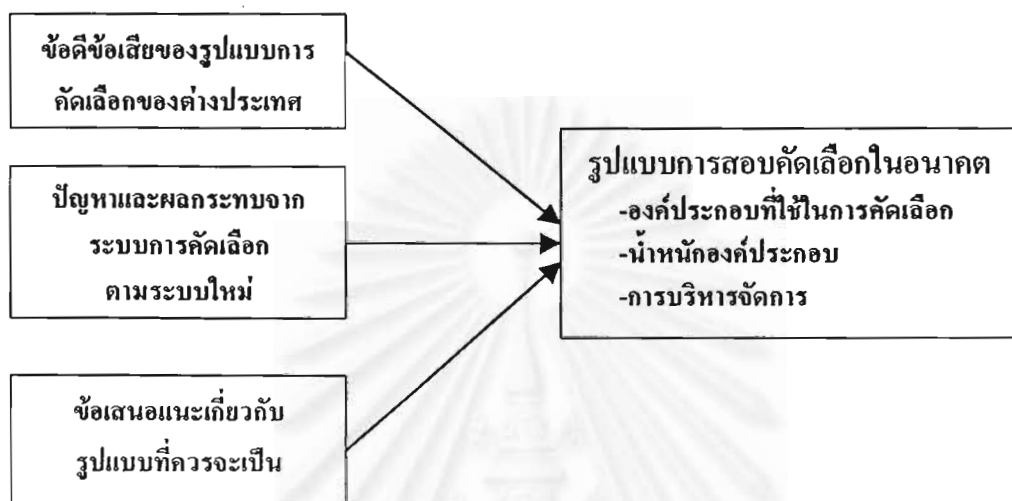 ข้อดีข้อเสียของรูปแบบการ
คัดเลือกของต่างประเทศ
ปัญหาและผลกระทบจาก
ระบบการคัดเลือก
ตามระบบใหม่
ข้อเสนอแนะเกี่ยวกับ
รูปแบบที่ควรจะเป็น
รูปแบบการสอบคัดเลือกในอนาคต
-องค์ประกอบที่ใช้ในการคัดเลือก
-น้ำหนักองค์ประกอบ
-การบริหารจัดการ